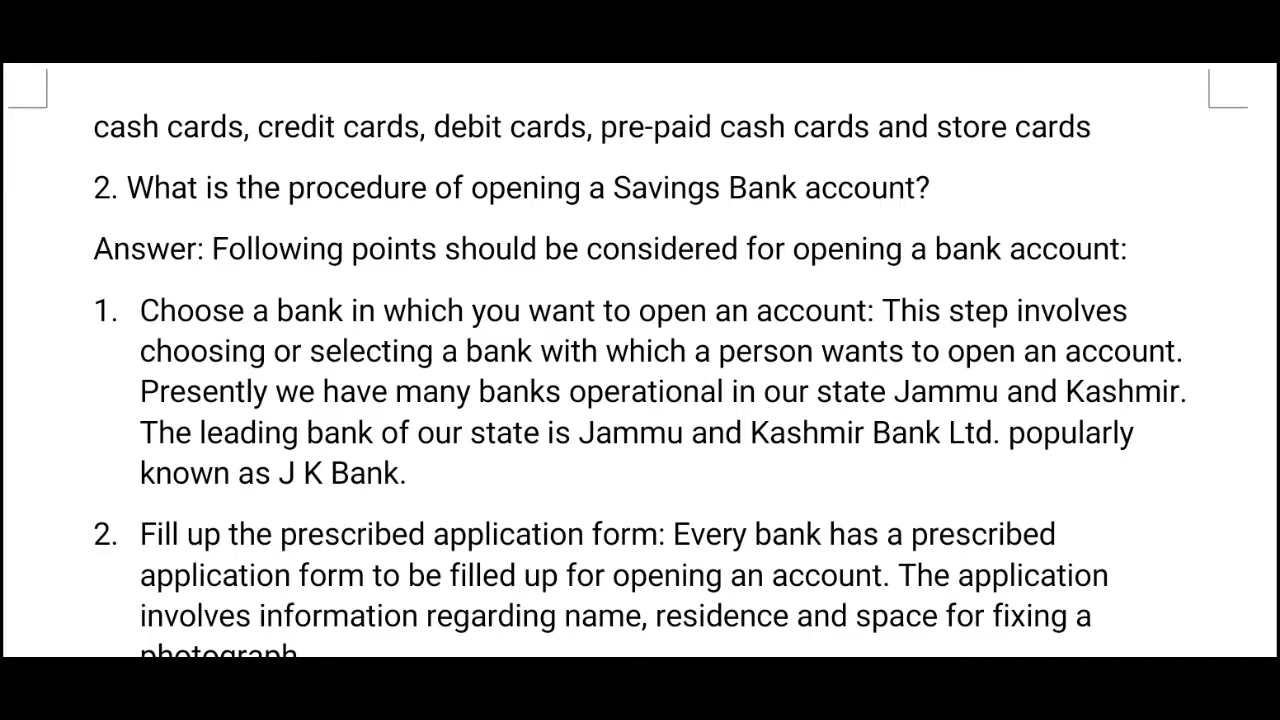 cash cards, credit cards, debit cards, pre-paid cash cards and store cards
2. What is the procedure of opening a Savings Bank account?
Answer: Following points should be considered for opening a bank account:
1. Choose a bank in which you want to open an account: This step involves
choosing or selecting a bank with which a person wants to open an account.
Presently we have many banks operational in our state Jammu and Kashmir.
The leading bank of our state is Jammu and Kashmir Bank Ltd. popularly
known as J K Bank.
2. Fill up the prescribed application form: Every bank has a prescribed
application form to be filled up for opening an account. The application
involves information regarding name, residence and space for fixing a
photograph